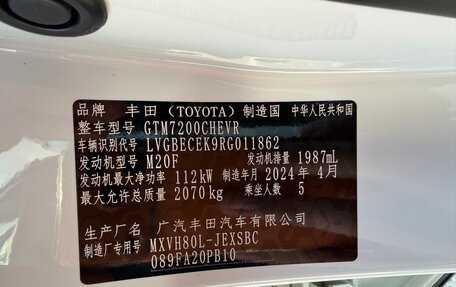 品牌 丰田(TOYOTA) 制造国 中华人民共和国
整车型号 GTM7200CHEVR
车辆识别代号 LVGBECEK9RG011862
发动机型号 M20F 发动机排量 1987mL
发动机最大净功率 112kW 制造年月 2024年4月
最大允许总质量 2070kg 乘坐人数 5
生产厂名 广汽丰田汽车有限公司
制造厂专用号 MXVH80L-JEXSBC
089FA20PB10